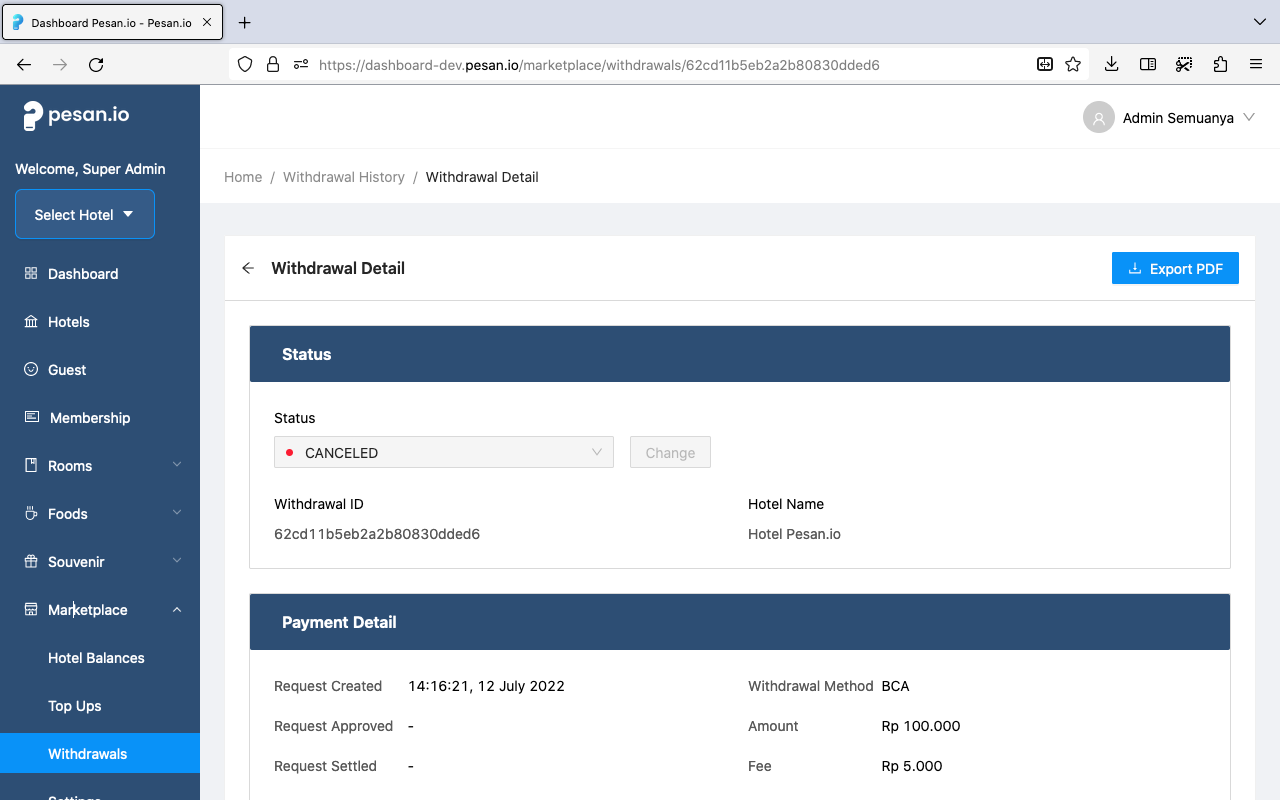 Dashboard Pesan.io - Pesan.io
https://dashboard-dev.pesan.io/marketplace/withdrawals/62cd11b5eb2a2b80830dded6
pesan.io
Welcome, Super Admin
Select Hotel
Dashboard
Hotels
Guest
Membership
Rooms
Foods
Souvenir
Marketplace
Hotel Balances
Top Ups
Withdrawals
Settings
Admin Semuanya
Home / Withdrawal History / Withdrawal Detail
Withdrawal Detail
Export PDF
Status
Status
CANCELED
Change
Withdrawal ID
62cd11b5eb2a2b80830dded6
Hotel Name
Hotel Pesan.io
Payment Detail
Request Created 14:16:21, 12 July 2022
Request Approved -
Request Settled -
Withdrawal Method BCA
Amount Rp 100.000
Fee Rp 5.000